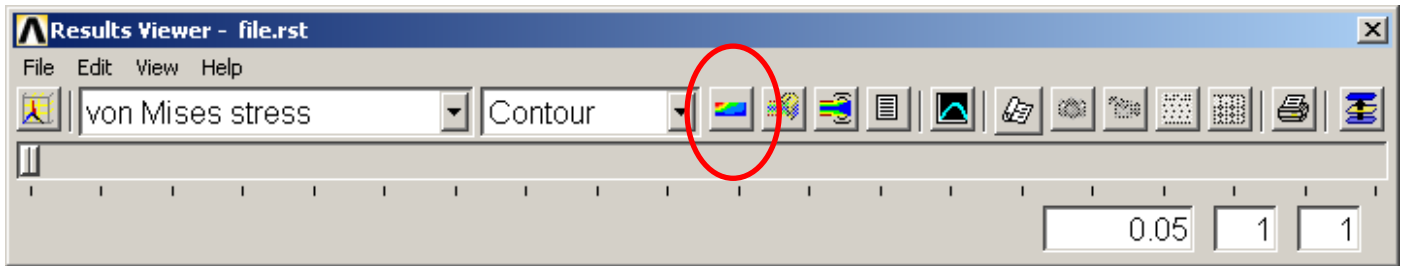 Results Viewer - file.rst
File Edit View Help
von Mises stress Contour
0.05 1 1